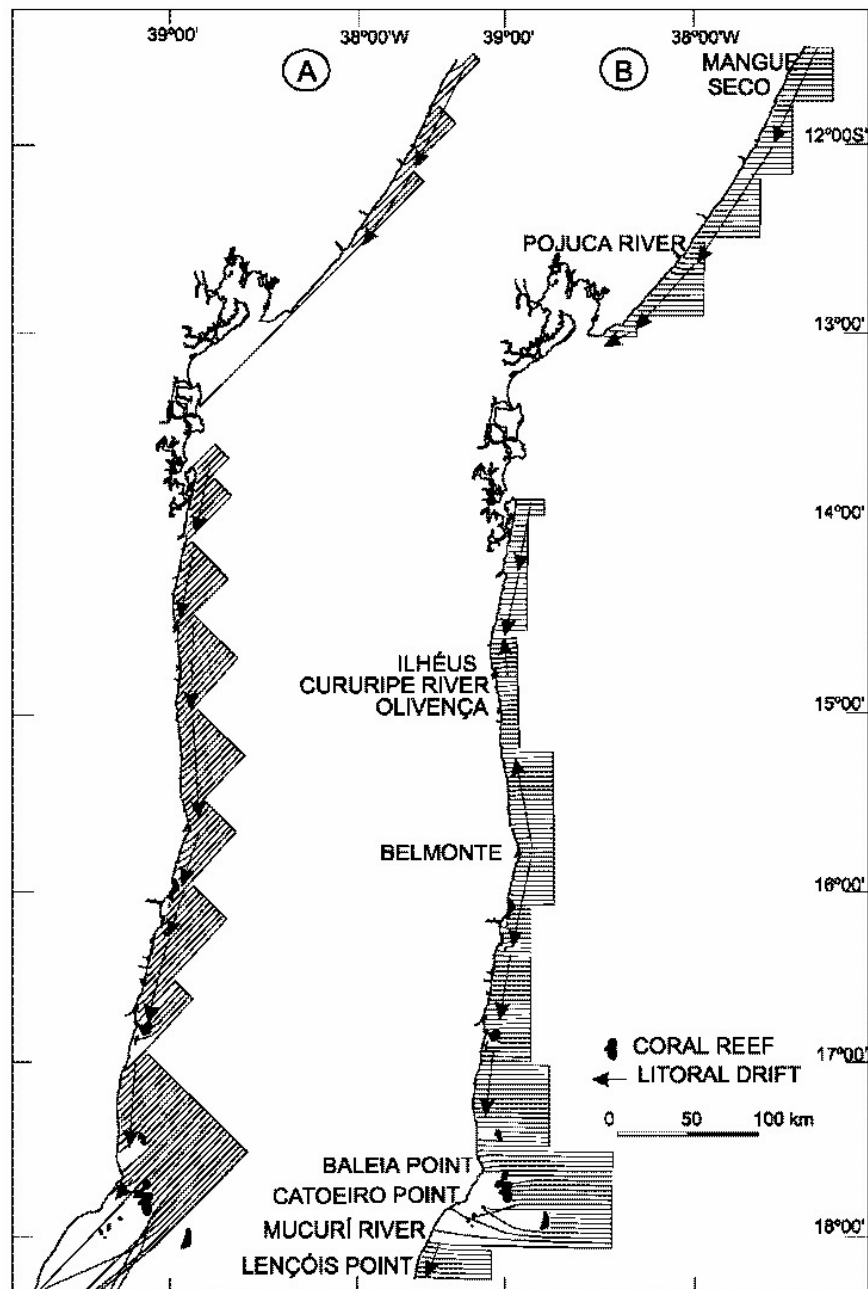 39°00'
38°00'W
39°00'
38°00'W
A
B
MANGUE
SECO
12°00S'
POJUCA RIVER
13°00'
14°00'
ILHÉUS
CURURIPE RIVER
OLIVENÇA
15°00'
BELMONTE
16°00'
CORAL REEF
17°00'
LITORAL DRIFT
0 50 100 km
BALEIA POINT
CATOEIRO POINT
MUCURÍ RIVER
18°00'
LENÇÓIS POINT